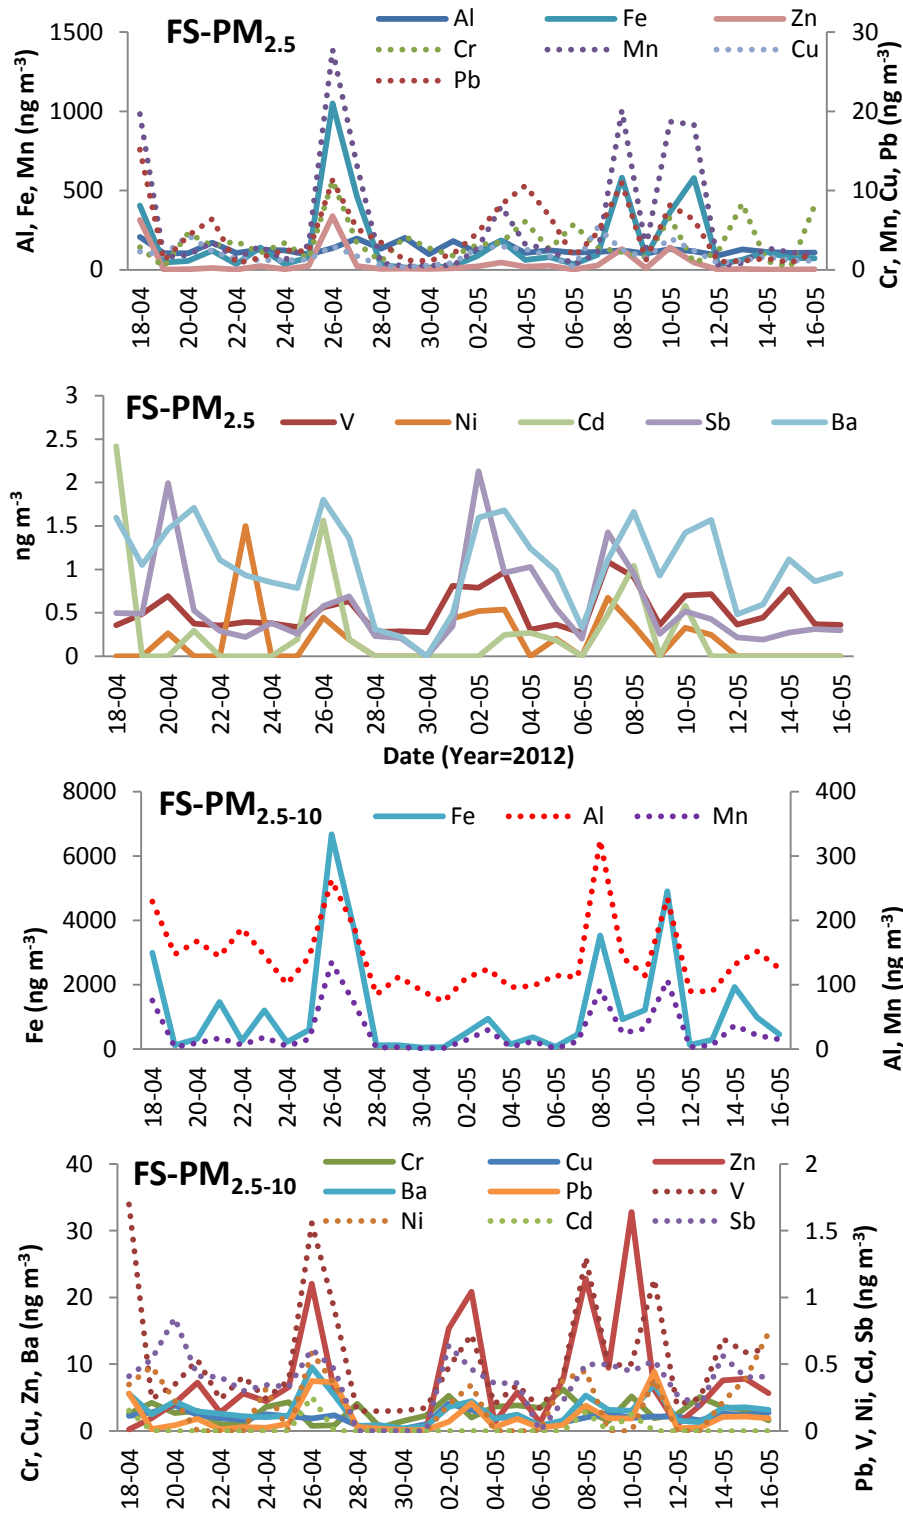 FS-PM2.5
Al Fe Zn
Cr Mn Cu
Pb
Al, Fe, Mn (ng m-3)
1500
1000
500
0
30
20
10
0
Cr, Mn, Cu, Pb (ng m-3)
18-04 20-04 22-04 24-04 26-04 28-04 30-04 02-05 04-05 06-05 08-05 10-05 12-05 14-05 16-05
FS-PM2.5
V Ni Cd Sb Ba
ng m-3
3
2.5
2
1.5
1
0.5
0
18-04 20-04 22-04 24-04 26-04 28-04 30-04 02-05 04-05 06-05 08-05 10-05 12-05 14-05 16-05
Date (Year=2012)
FS-PM2.5-10
Fe Al Mn
Fe (ng m-3)
8000
6000
4000
2000
0
400
300
200
100
0
Al, Mn (ng m-3)
18-04 20-04 22-04 24-04 26-04 28-04 30-04 02-05 04-05 06-05 08-05 10-05 12-05 14-05 16-05
FS-PM2.5-10
Cr Cu Zn
Ba Pb V
Ni Cd Sb
Cr, Cu, Zn, Ba (ng m-3)
40
30
20
10
0
2
1.5
1
0.5
0
Pb, V, Ni, Cd, Sb (ng m-3)
18-04 20-04 22-04 24-04 26-04 28-04 30-04 02-05 04-05 06-05 08-05 10-05 12-05 14-05 16-05